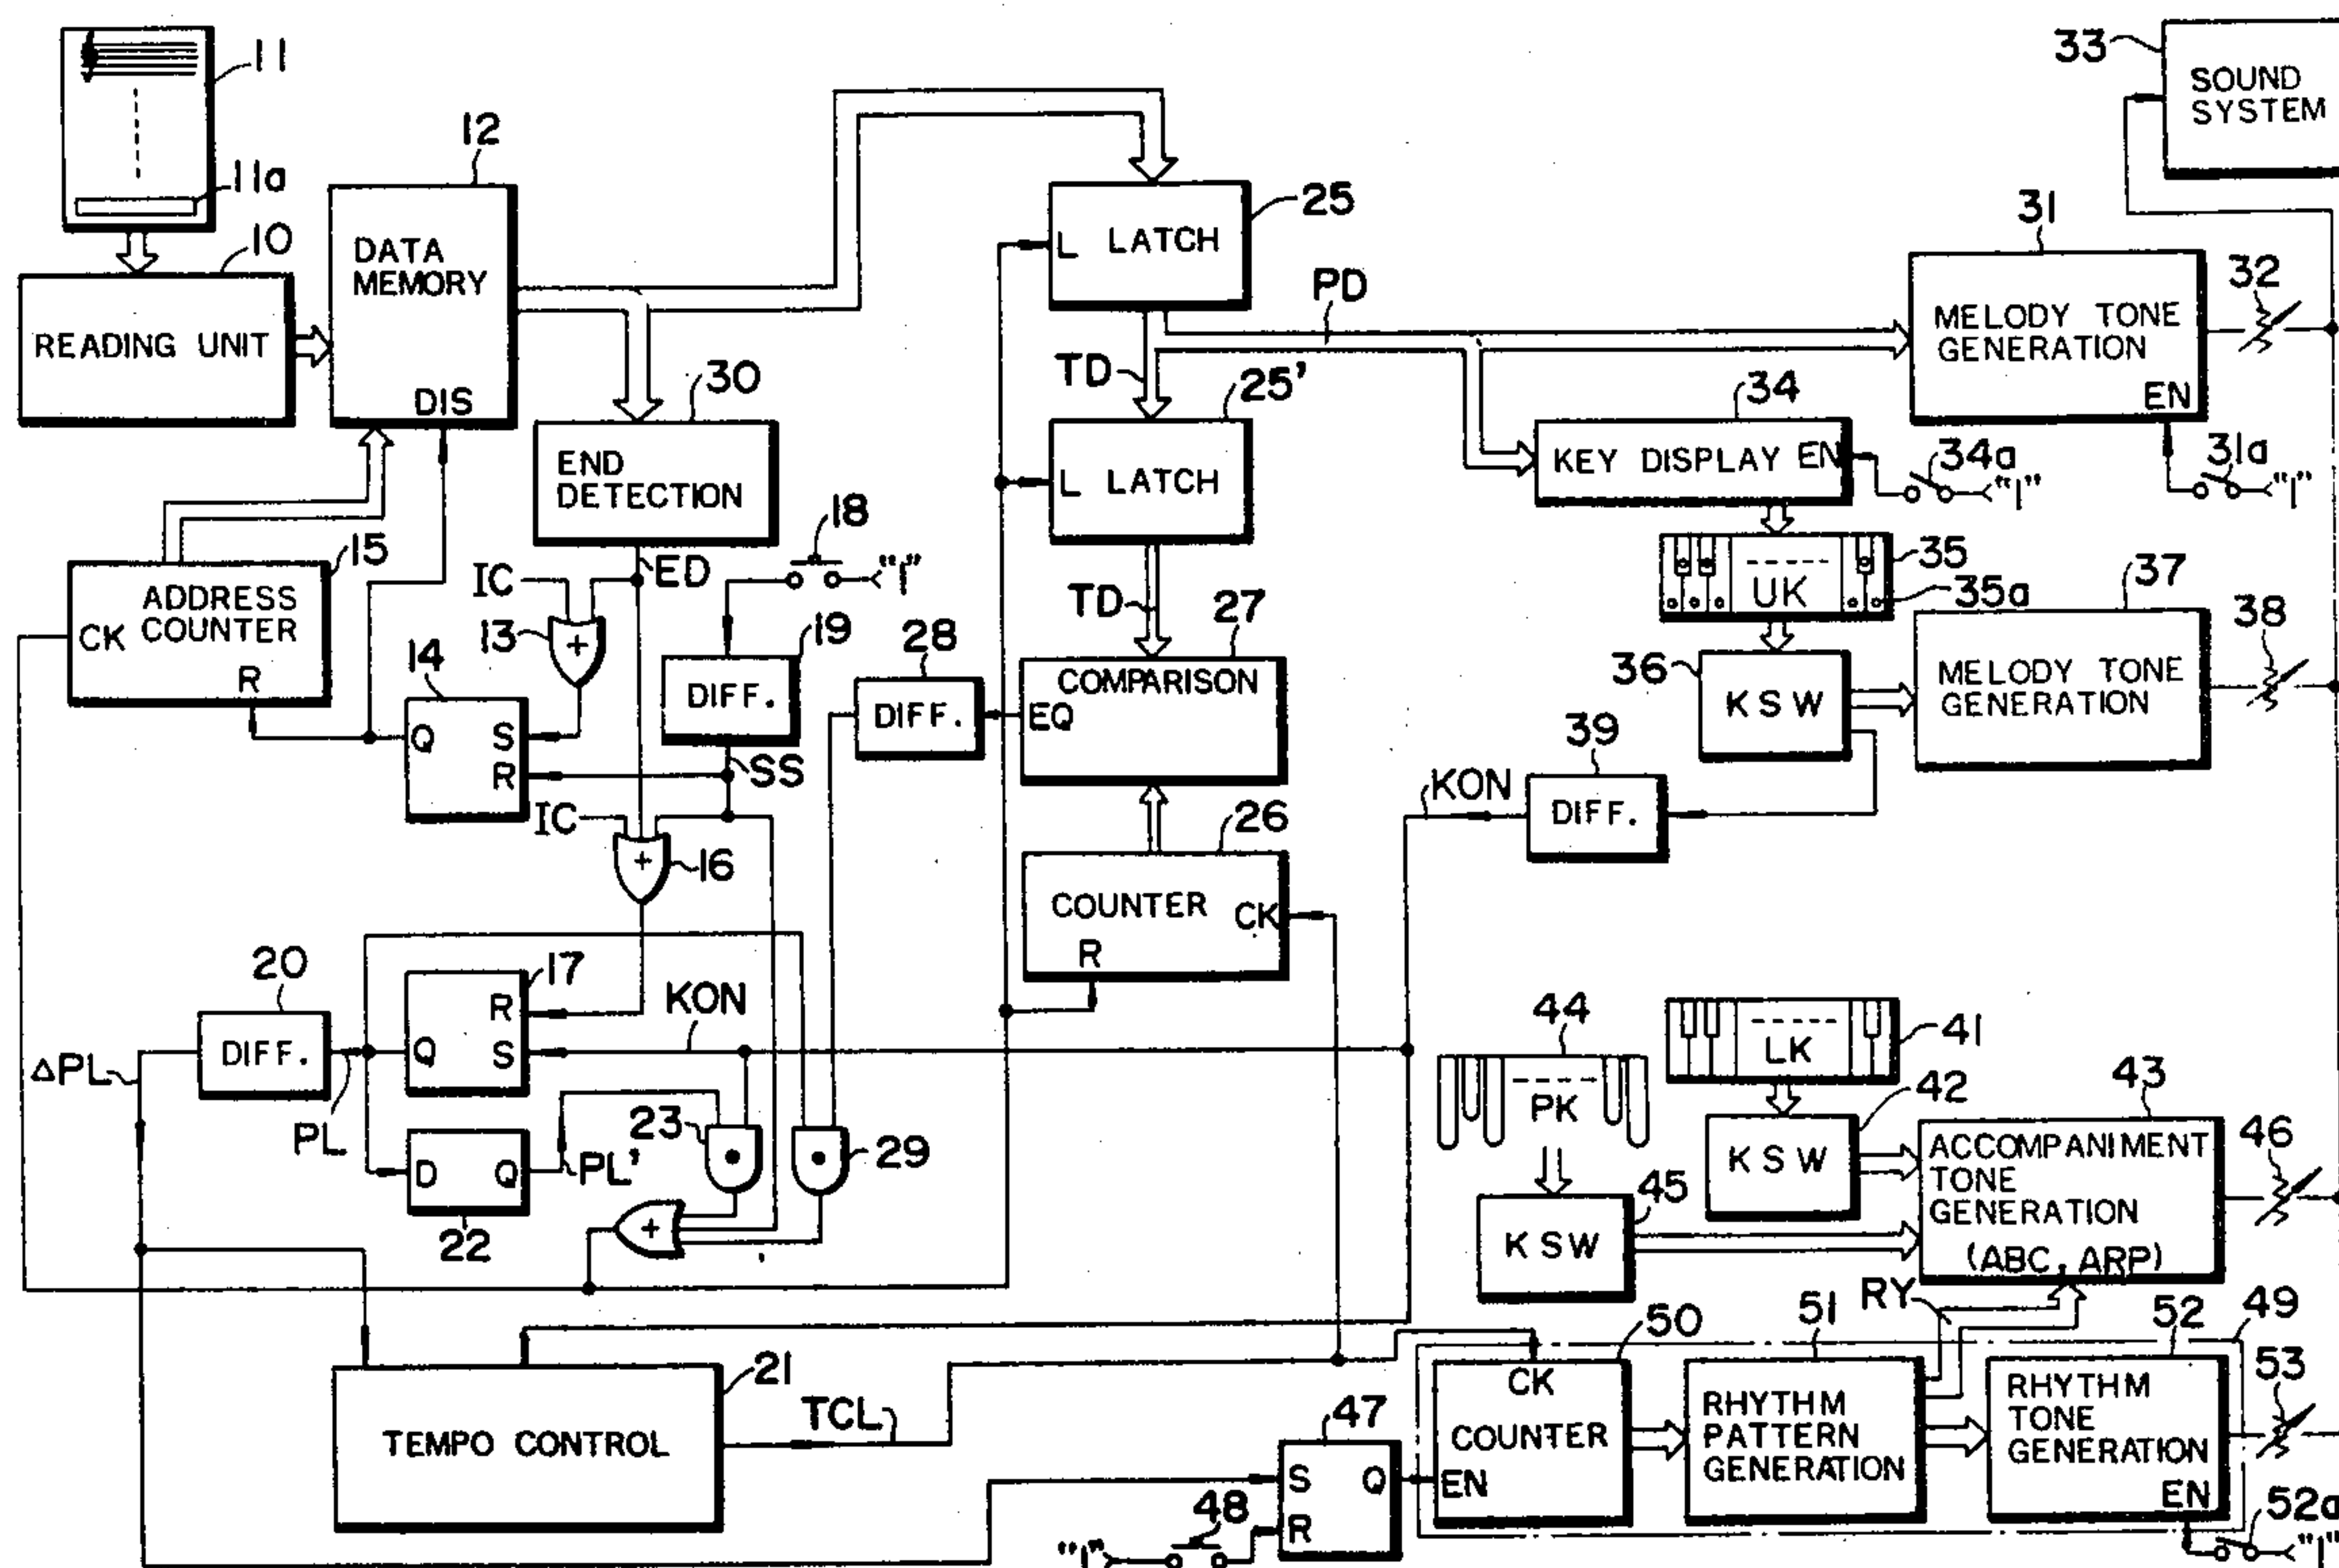 11
11a
10
READING UNIT
12
DATA
MEMORY
DIS
30
END
DETECTION
ED
IC
13
18
"1"
15
ADDRESS
COUNTER
CK
R
14
Q
S
R
19
DIFF.
SS
IC
16
28
DIFF.
25
L LATCH
PD
TD
25'
L LATCH
TD
27
COMPARISON
EQ
26
COUNTER
CK
R
33
SOUND
SYSTEM
31
MELODY TONE
GENERATION
EN
32
31a
"1"
34
KEY DISPLAY EN
34a
"1"
35
UK
35a
36
KSW
37
MELODY TONE
GENERATION
38
39
DIFF.
KON
20
DIFF.
ΔPL
PL
17
R
Q
S
KON
D Q
22
PL'
23
29
21
TEMPO CONTROL
TCL
44
PK
45
KSW
41
LK
42
KSW
43
ACCOMPANIMENT
TONE
GENERATION
(ABC, ARP)
46
RY
47
S Q
R
48
"1"
49
50
CK
COUNTER
EN
51
RHYTHM
PATTERN
GENERATION
52
RHYTHM
TONE
GENERATION
EN
53
52a
"1"